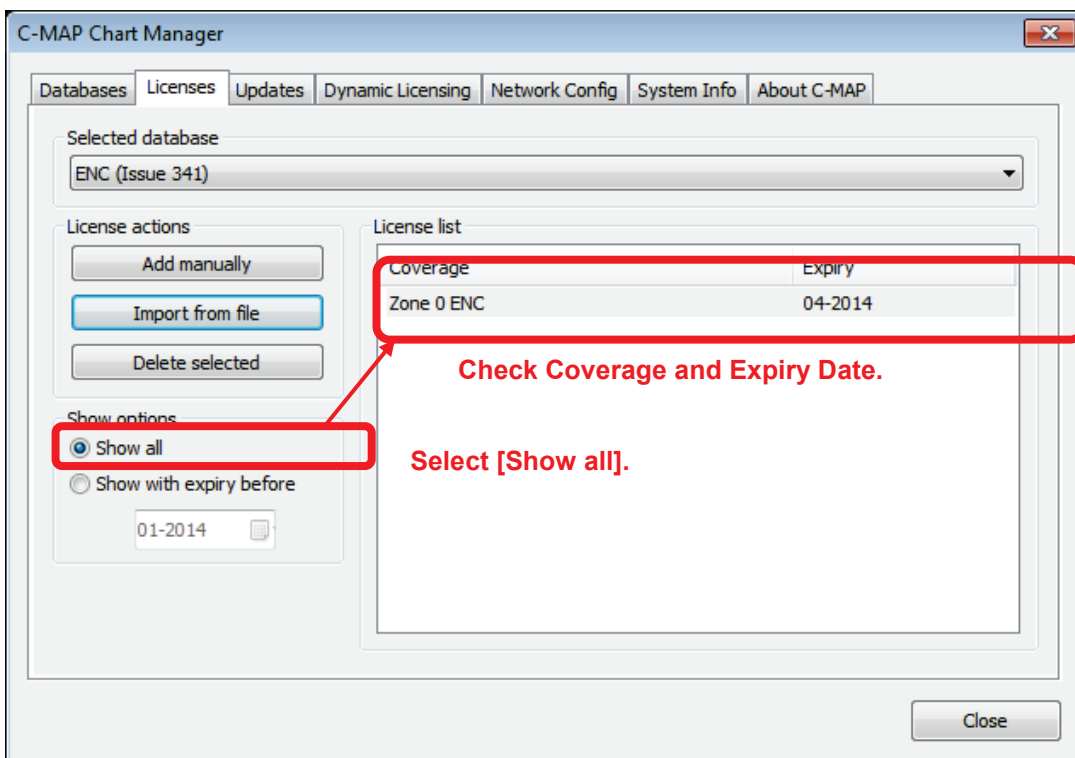 C-MAP Chart Manager
Databases Licenses Updates Dynamic Licensing Network Config System Info About C-MAP
Selected database
ENC (Issue 341)
License actions
Add manually
Import from file
Delete selected
License list
Coverage Expiry
Zone 0 ENC 04-2014
Check Coverage and Expiry Date.
Show options
Show all
Select [Show all].
Show with expiry before
01-2014
Close